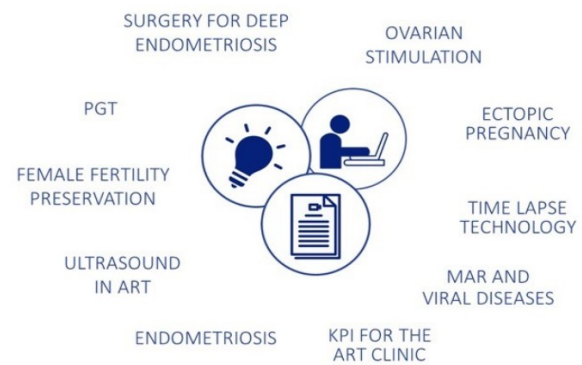 SURGERY FOR DEEP
ENDOMETRIOSIS
OVARIAN
STIMULATION
PGT
ECTOPIC
PREGNANCY
FEMALE FERTILITY
PRESERVATION
TIME LAPSE
TECHNOLOGY
ULTRASOUND
IN ART
MAR AND
VIRAL DISEASES
ENDOMETRIOSIS
KPI FOR THE
ART CLINIC